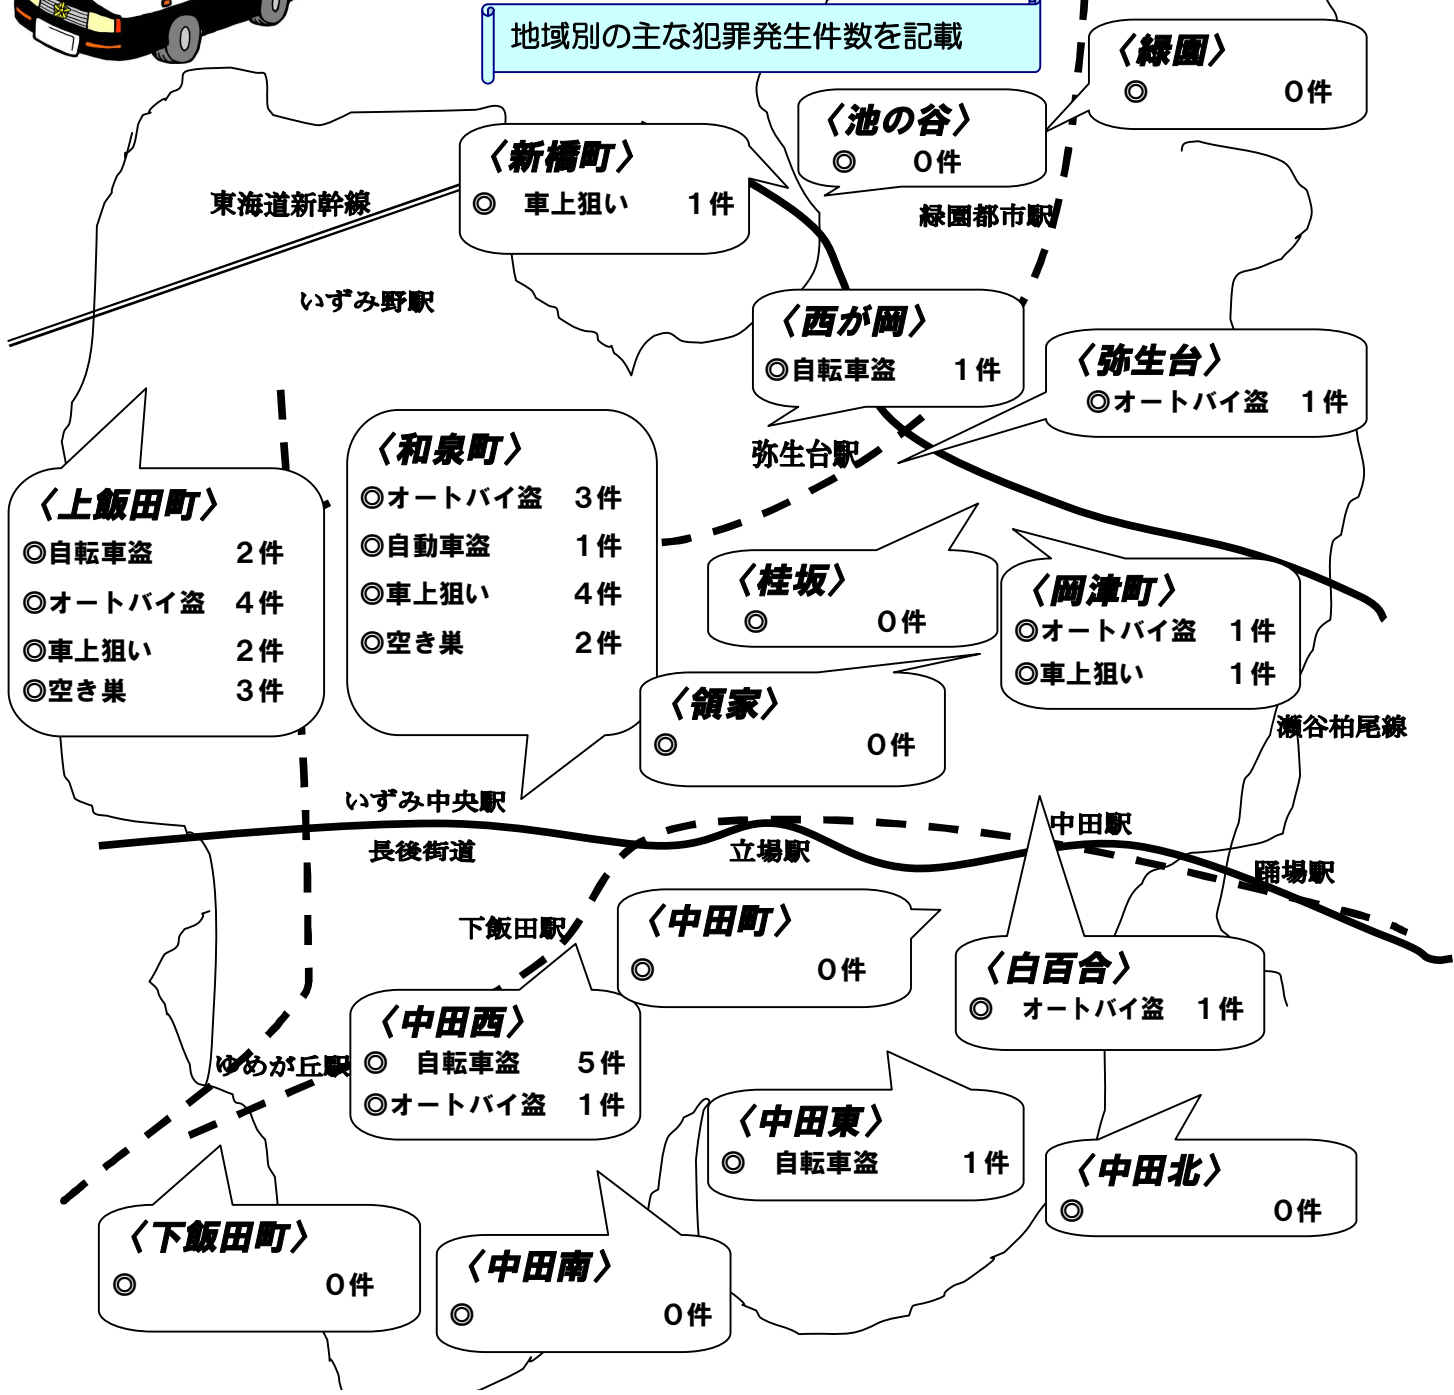 地域別の主な犯罪発生件数を記載
〈緑園〉
◎ 0件
〈池の谷〉
◎ 0件
〈新橋町〉
◎ 車上狙い 1件
東海道新幹線
緑園都市駅
いずみ野駅
〈西が岡〉
◎自転車盗 1件
〈弥生台〉
◎オートバイ盗 1件
弥生台駅
〈上飯田町〉
◎自転車盗 2件
◎オートバイ盗 4件
◎車上狙い 2件
◎空き巣 3件
〈和泉町〉
◎オートバイ盗 3件
◎自動車盗 1件
◎車上狙い 4件
◎空き巣 2件
〈桂坂〉
◎ 0件
〈岡津町〉
◎オートバイ盗 1件
◎車上狙い 1件
〈領家〉
◎ 0件
瀬谷柏尾線
いずみ中央駅
長後街道
立場駅
中田駅
踊場駅
下飯田駅
〈中田町〉
◎ 0件
〈白百合〉
◎ オートバイ盗 1件
〈中田西〉
◎ 自転車盗 5件
◎オートバイ盗 1件
ゆめが丘駅
〈中田東〉
◎ 自転車盗 1件
〈中田北〉
◎ 0件
〈下飯田町〉
◎ 0件
〈中田南〉
◎ 0件